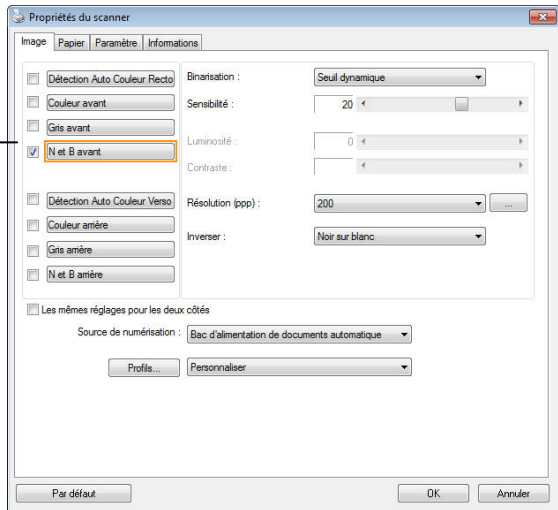 Propriétés du scanner
Image Papier Paramètre Informations
Détection Auto Couleur Recto Binarisation : Seuil dynamique
Couleur avant Sensibilité : 20
Gris avant
Luminosité : 0
N et B avant
Contraste :
Détection Auto Couleur Verso Résolution (ppp) : 200 ...
Couleur arrière
Inverser : Noir sur blanc
Gris arrière
N et B arrière
Les mêmes réglages pour les deux côtés
Source de numérisation : Bac d'alimentation de documents automatique
Profils... Personnaliser
Par défaut OK Annuler